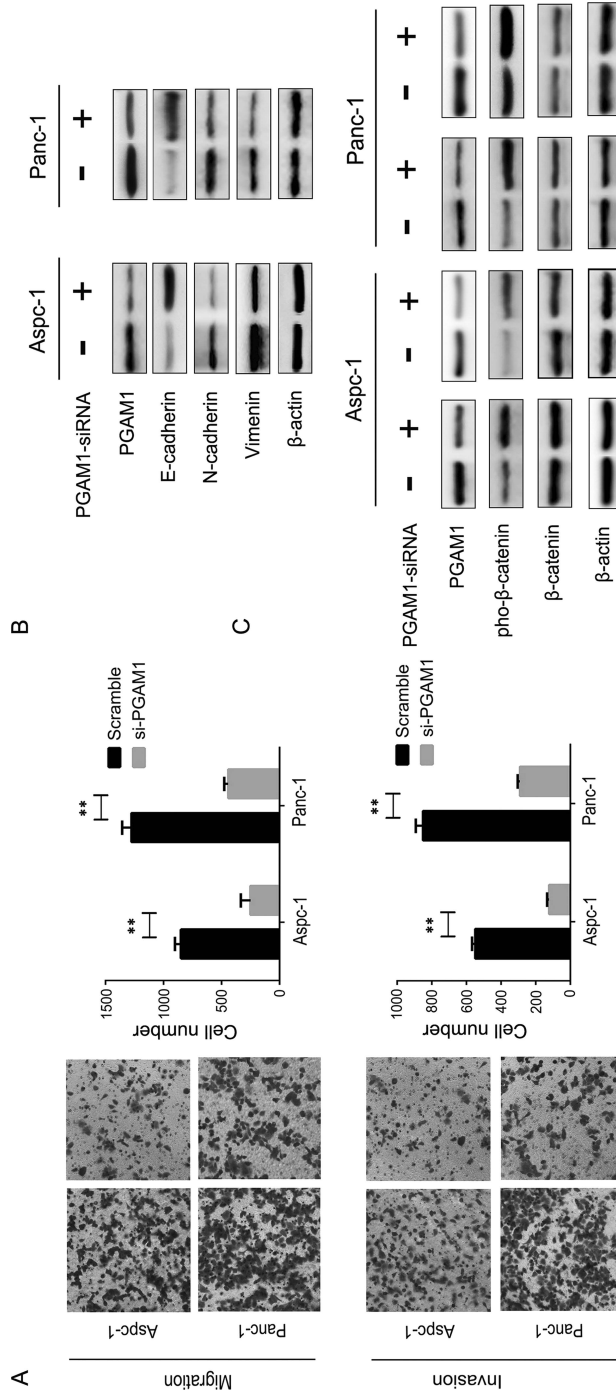 A
Migration
Aspc-1
Panc-1
Cell number
1500
1000
500
0
**
**
Aspc-1
Panc-1
Scramble
si-PGAM1
Invasion
Aspc-1
Panc-1
Cell number
1000
800
600
400
200
0
**
**
Aspc-1
Panc-1
Scramble
si-PGAM1
B
Aspc-1
Panc-1
PGAM1-siRNA - + - +
PGAM1
E-cadherin
N-cadherin
Vimenin
β-actin
C
Aspc-1
Panc-1
PGAM1-siRNA - + - + - + - +
PGAM1
pho-β-catenin
β-catenin
β-actin